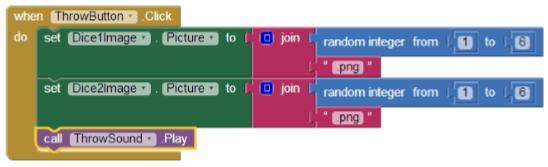 when ThrowButton .Click
do set Dice1Image . Picture to join random integer from 1 to 6
" .png "
set Dice2Image . Picture to join random integer from 1 to 6
" .png "
call ThrowSound .Play